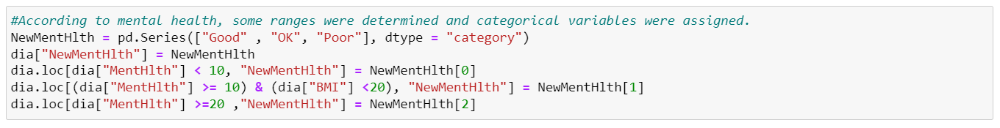 #According to mental health, some ranges were determined and categorical variables were assigned.
NewMentHlth = pd.Series(["Good" , "OK", "Poor"], dtype = "category")
dia["NewMentHlth"] = NewMentHlth
dia.loc[dia["MentHlth"] < 10, "NewMentHlth"] = NewMentHlth[0]
dia.loc[(dia["MentHlth"] >= 10) & (dia["BMI"] <20), "NewMentHlth"] = NewMentHlth[1]
dia.loc[dia["MentHlth"] >=20 ,"NewMentHlth"] = NewMentHlth[2]